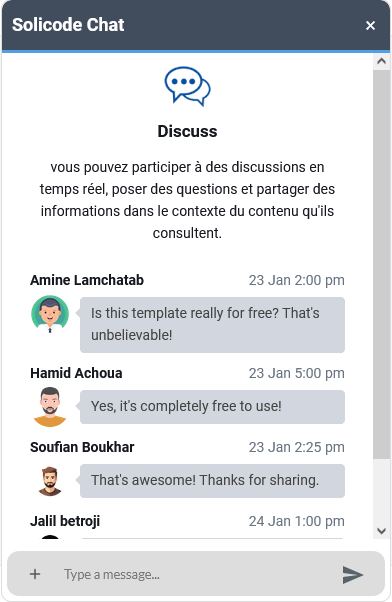 Solicode Chat ×
Discuss
vous pouvez participer à des discussions en
temps réel, poser des questions et partager des
informations dans le contexte du contenu qu'ils
consultent.
Amine Lamchatab 23 Jan 2:00 pm
Is this template really for free? That's
unbelievable!
Hamid Achoua 23 Jan 5:00 pm
Yes, it's completely free to use!
Soufian Boukhar 23 Jan 2:25 pm
That's awesome! Thanks for sharing.
Jalil betroji 24 Jan 1:00 pm
+ Type a message...